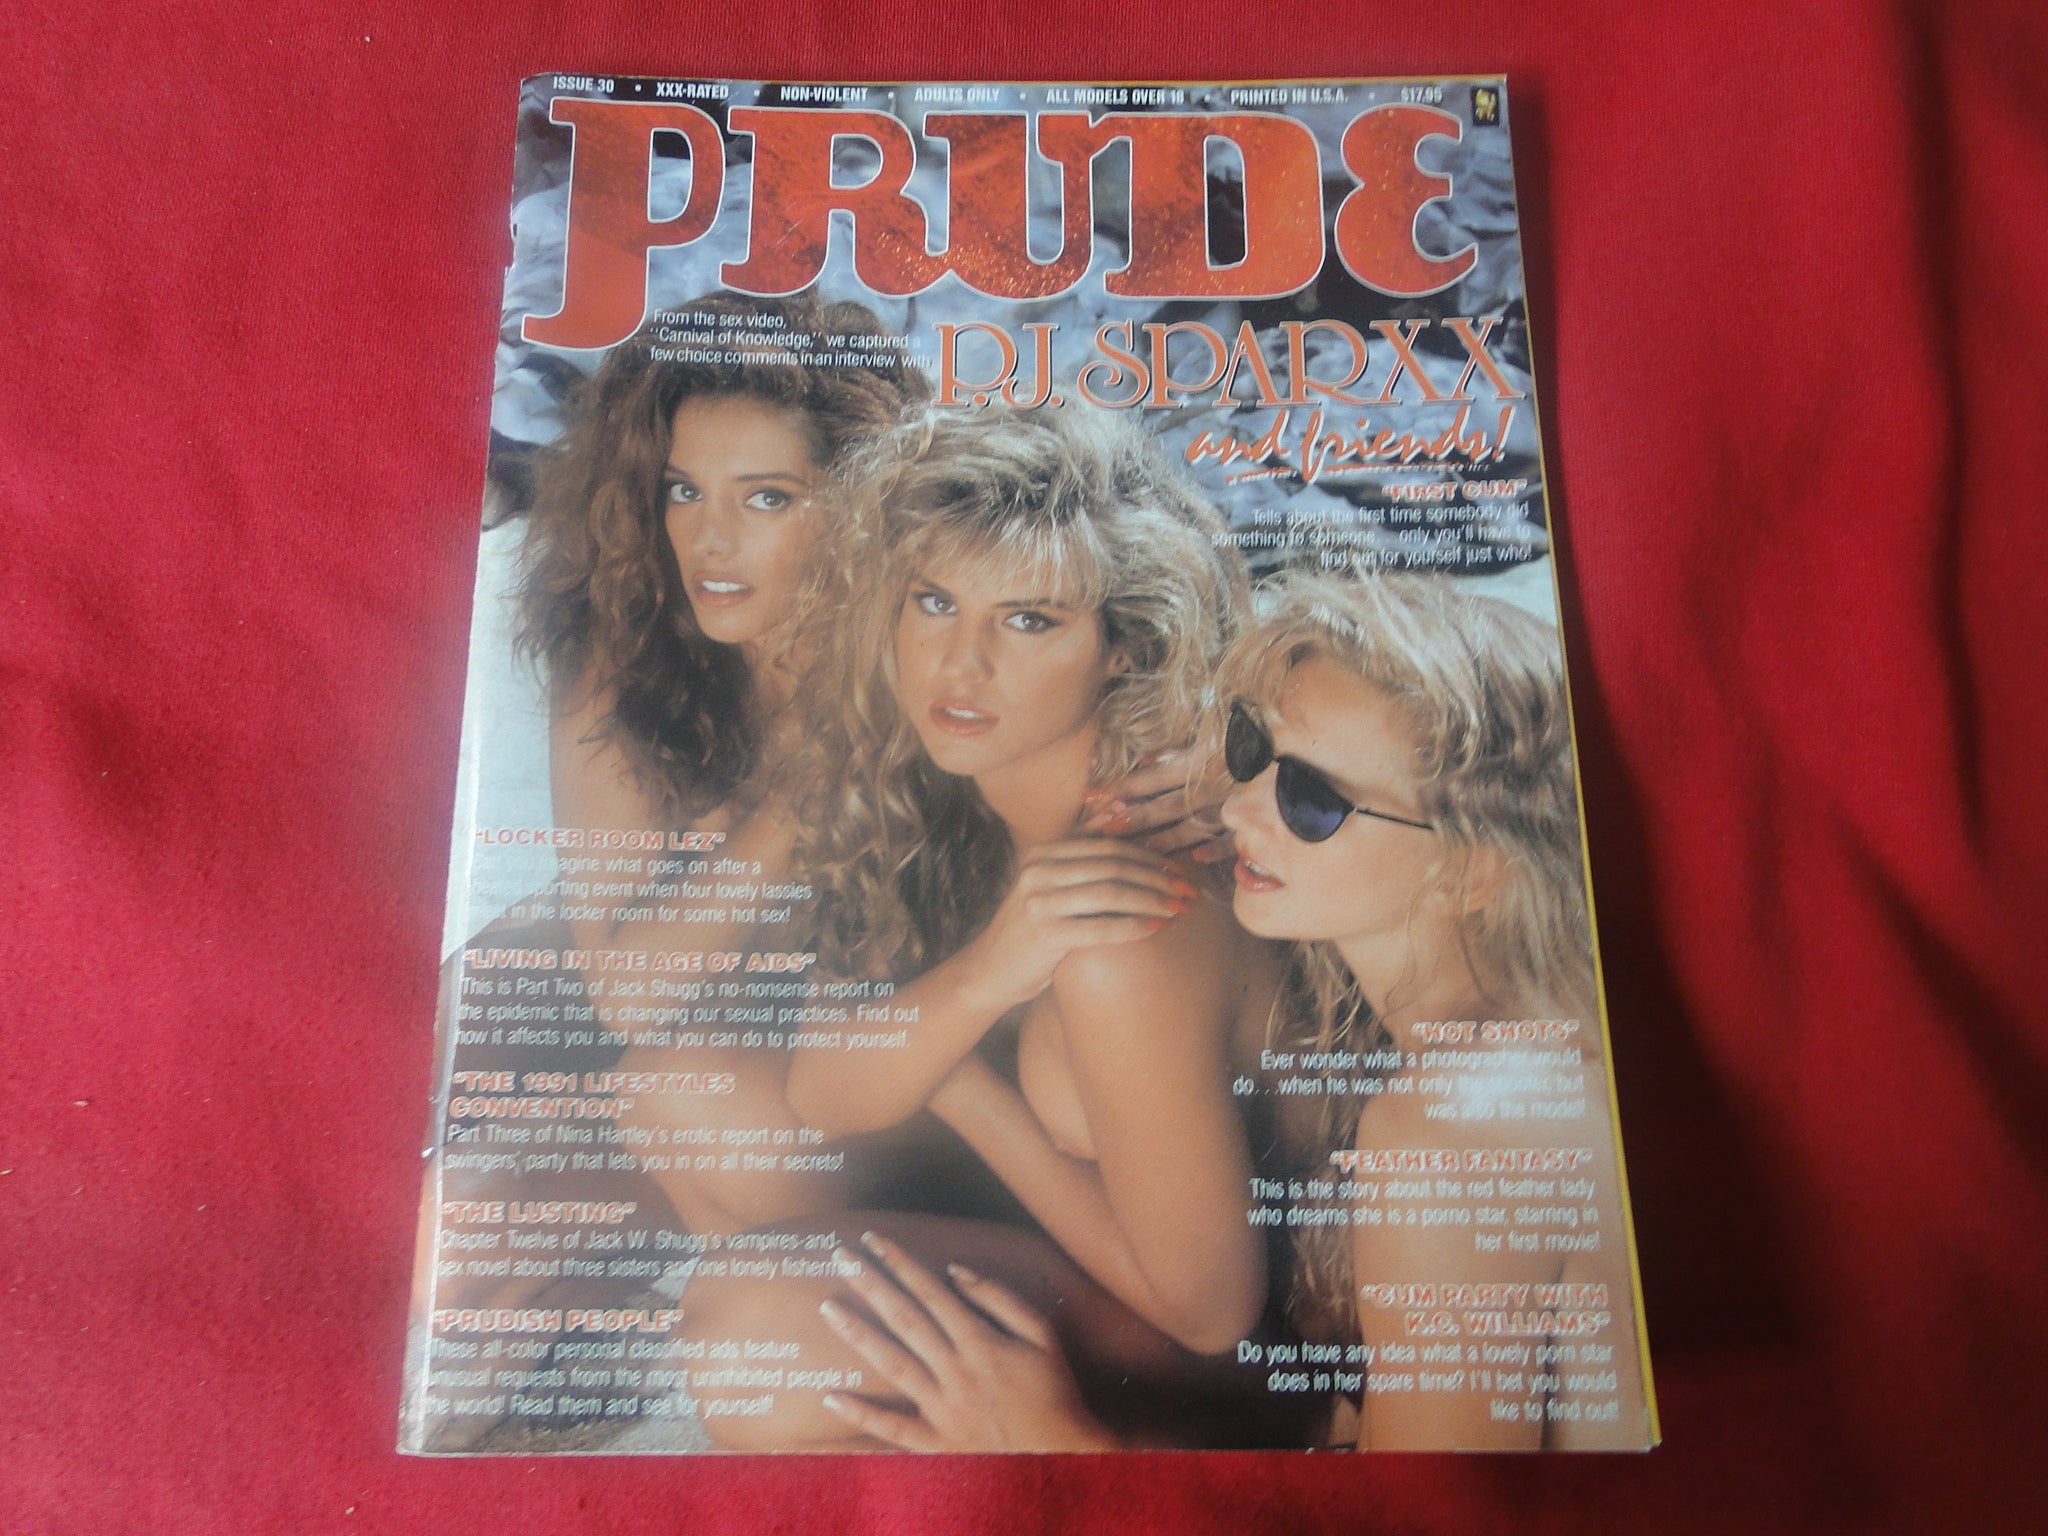 ISSUE 30 • XXX-RATED • NON-VIOLENT • ADULTS ONLY • ALL MODELS OVER 18 • PRINTED IN U.S.A. • $17.95
PRUDE
From the sex video,
"Carnival of Knowledge," we captured a
few choice comments in an interview with
P.J. SPARXX
and friends!
"FIRST CUM"
Tells about the first time somebody did
something to someone... only you'll have to
find out for yourself just who!
"LOCKER ROOM LEZ"
Can you imagine what goes on after a
heated sporting event when four lovely lassies
meet in the locker room for some hot sex!
"LIVING IN THE AGE OF AIDS"
This is Part Two of Jack Shugg's no-nonsense report on
the epidemic that is changing our sexual practices. Find out
how it affects you and what you can do to protect yourself.
"THE 1991 LIFESTYLES
CONVENTION"
Part Three of Nina Hartley's erotic report on the
swingers' party that lets you in on all their secrets!
"THE LUSTING"
Chapter Twelve of Jack W. Shugg's vampires-and-
sex novel about three sisters and one lonely fisherman.
"PRUDISH PEOPLE"
These all-color personal classified ads feature
unusual requests from the most uninhibited people in
the world! Read them and see for yourself!
"HOT SHOTS"
Ever wonder what a photographer would
do...when he was not only the shooter, but
was also the model!
"FEATHER FANTASY"
This is the story about the red feather lady
who dreams she is a porno star, starring in
her first movie!
"CUM PARTY WITH
K.C. WILLIAMS"
Do you have any idea what a lovely porn star
does in her spare time? I'll bet you would
like to find out!